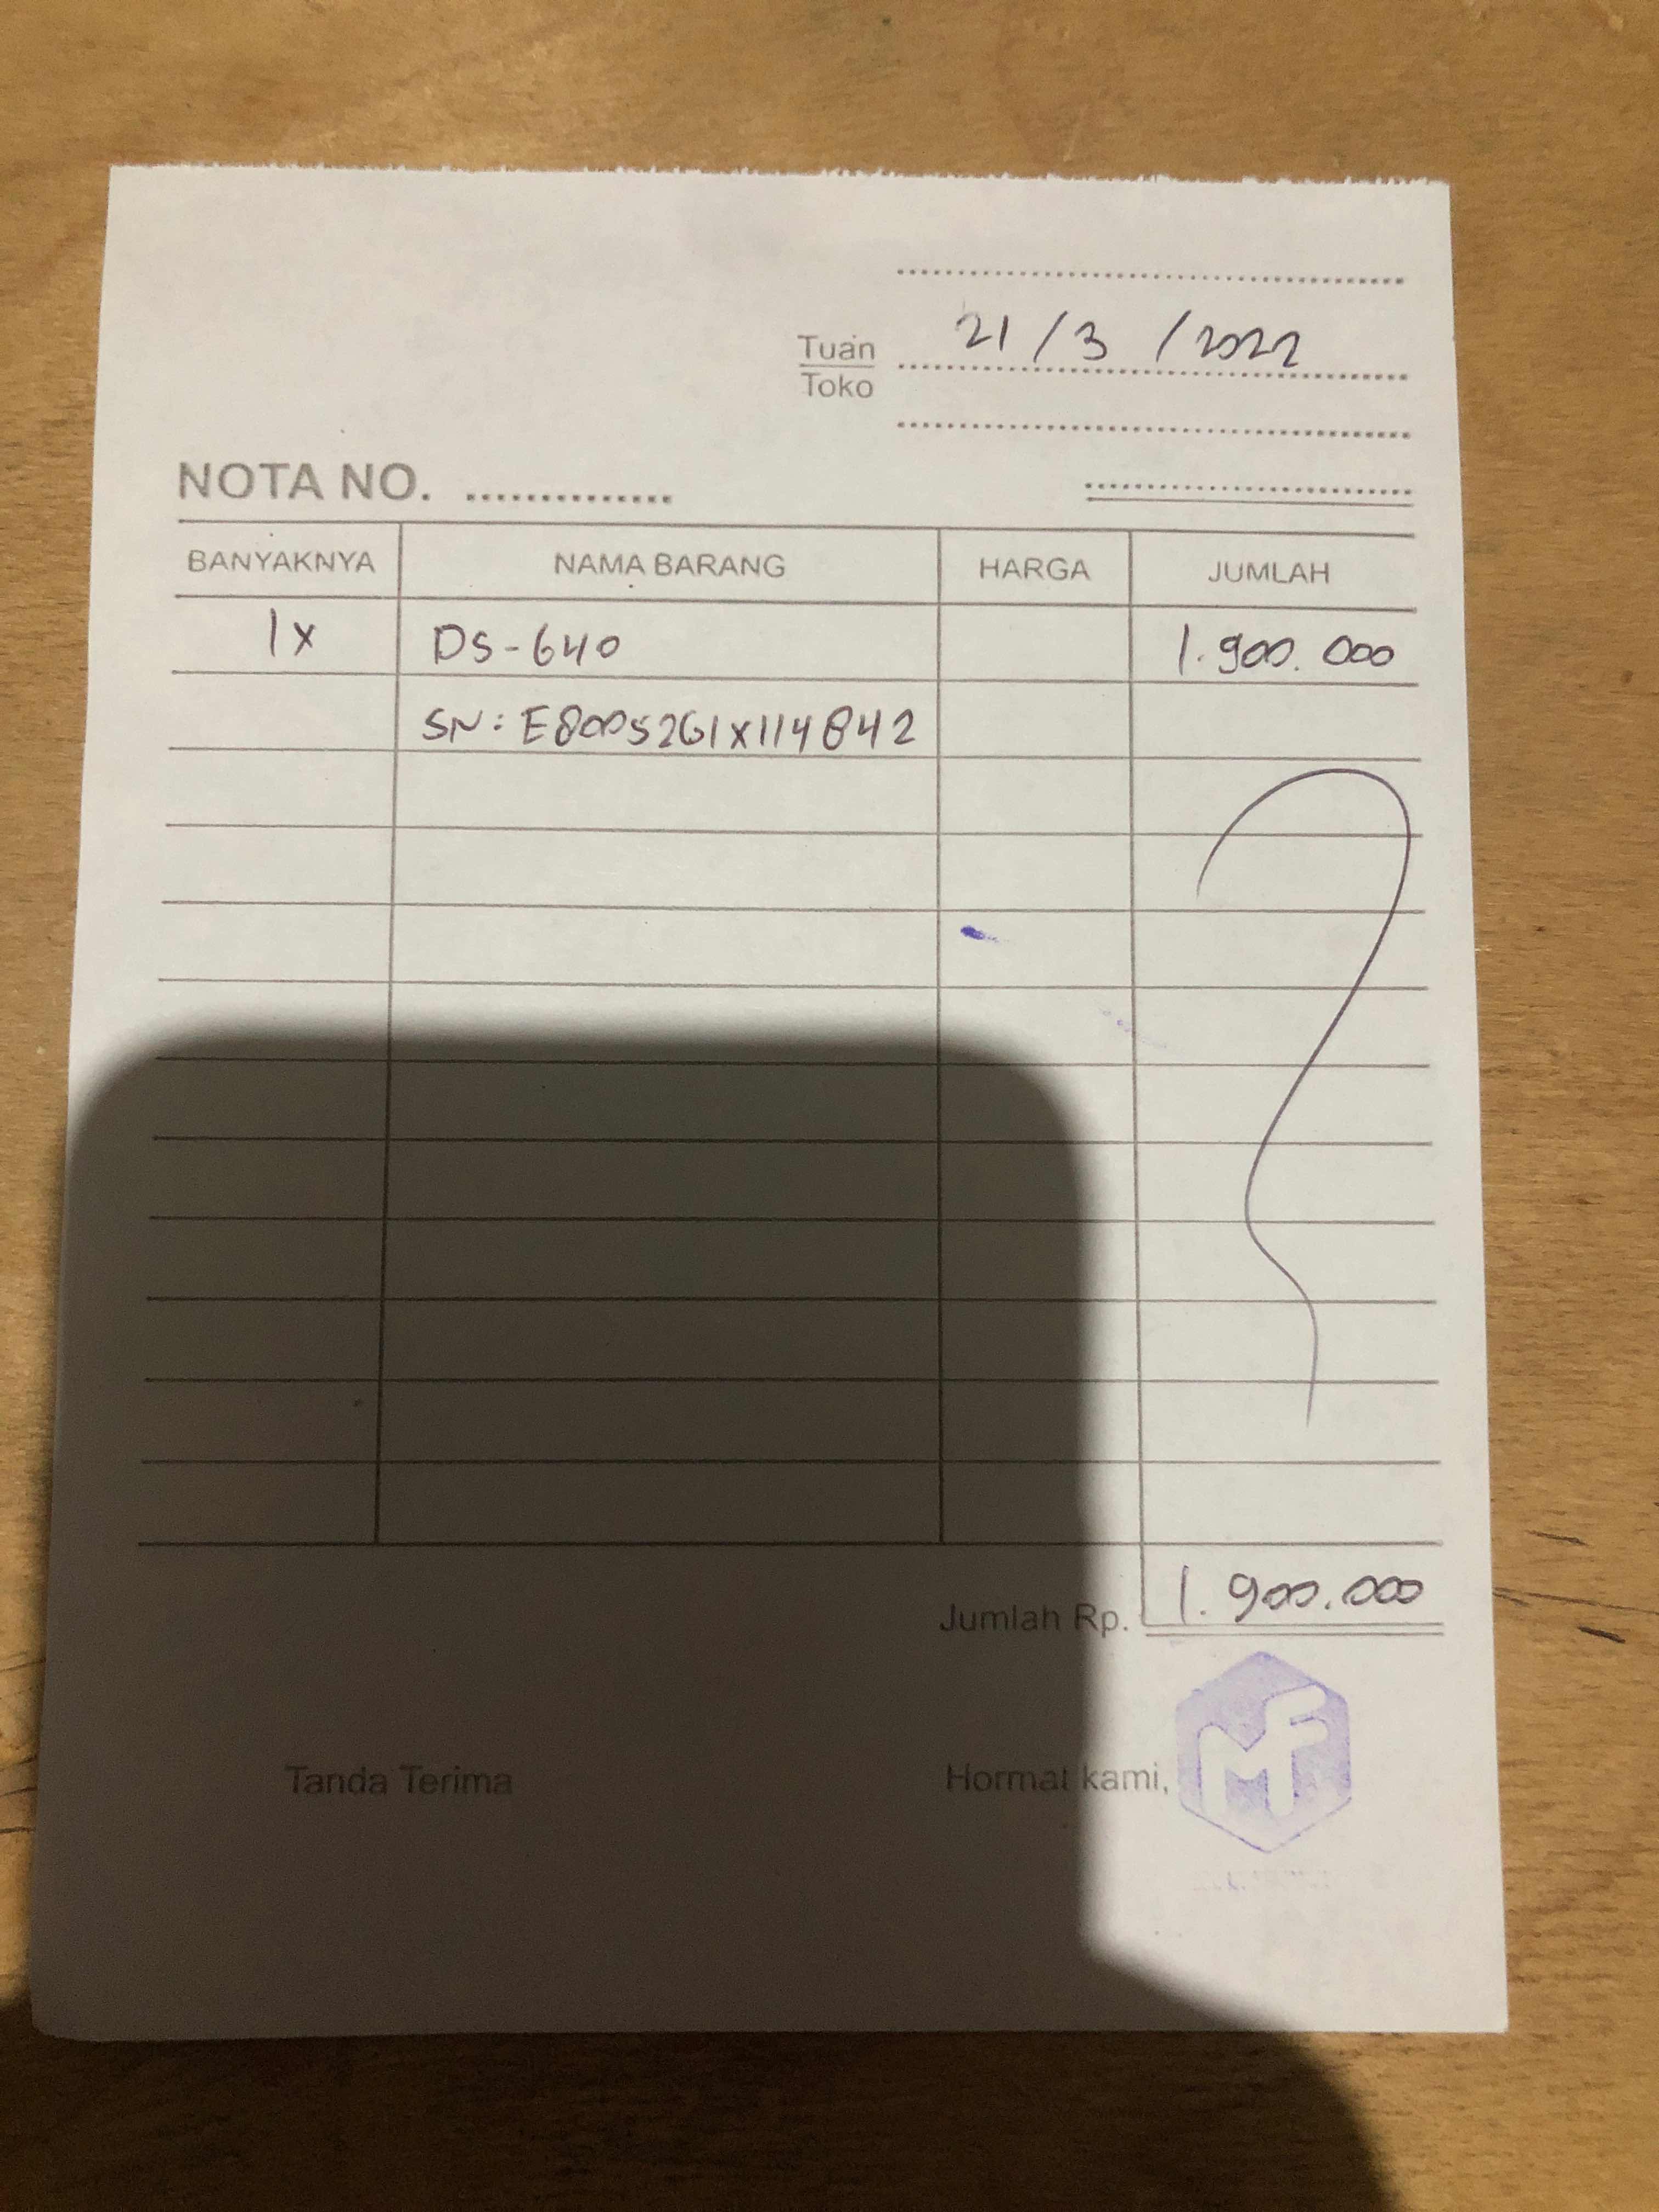 21/3/2022
Tuan
Toko
NOTA NO. ..............
BANYAKNYA NAMA BARANG HARGA JUMLAH
1x DS-640 1.900.000
SN: E80052G1X114842
Jumlah Rp. 1.900.000
Tanda Terima Hormat kami,
MF